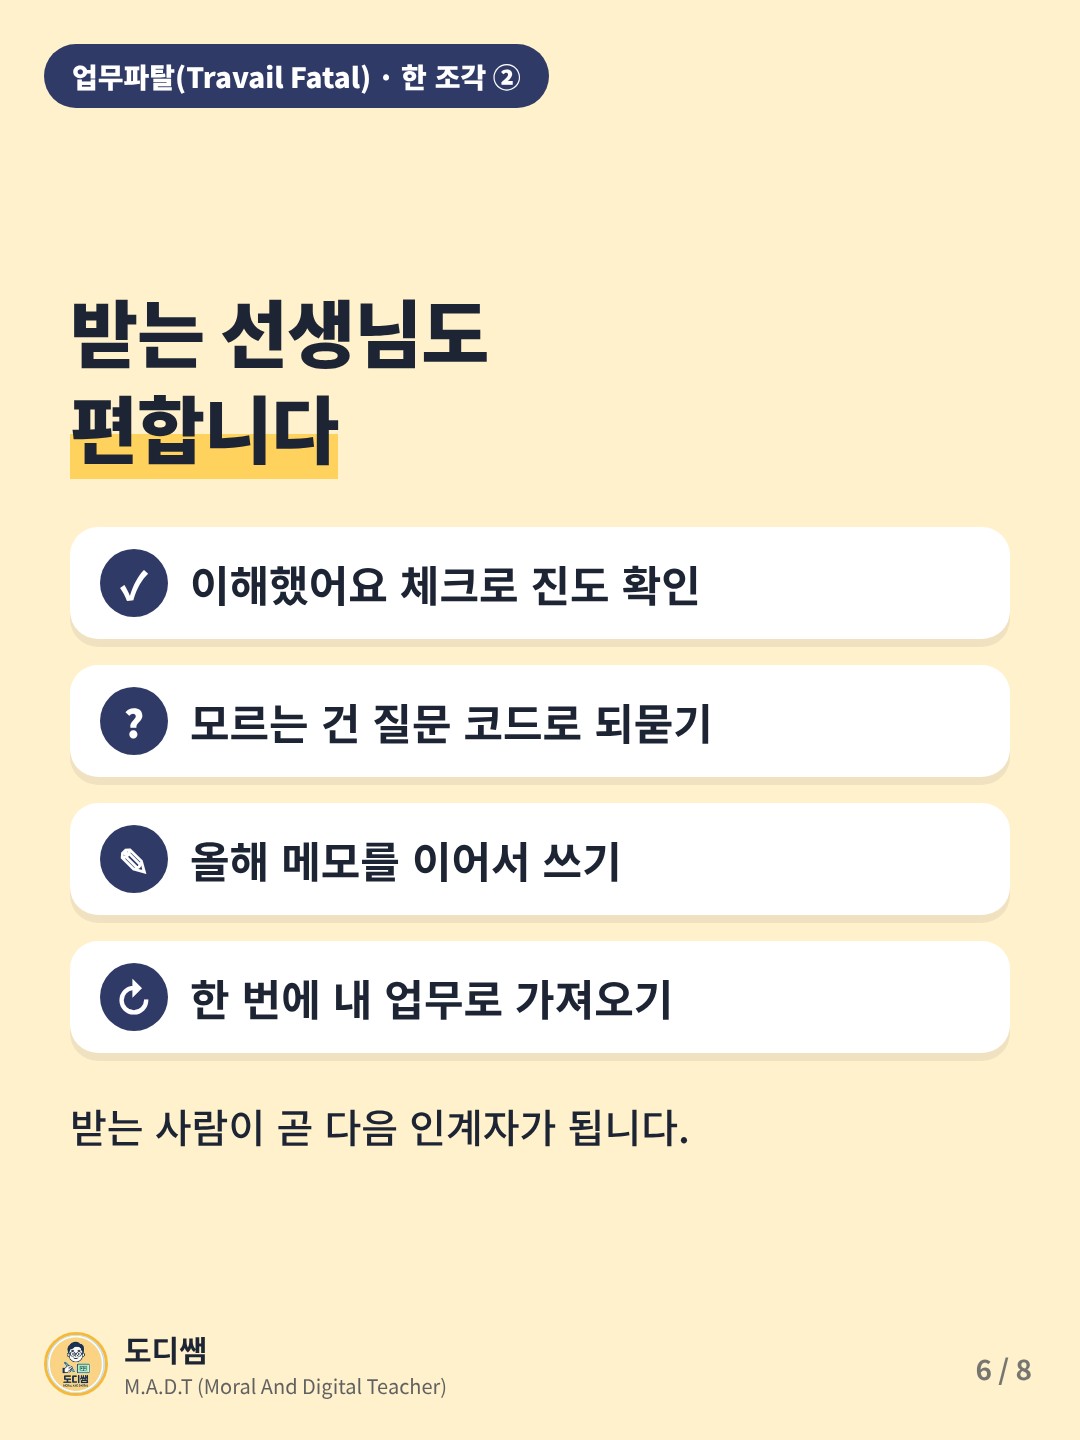 업무파탈(Travail Fatal) · 한 조각 ②
받는 선생님도
편합니다
✓ 이해했어요 체크로 진도 확인
? 모르는 건 질문 코드로 되묻기
✎ 올해 메모를 이어서 쓰기
↻ 한 번에 내 업무로 가져오기
받는 사람이 곧 다음 인계자가 됩니다.
도디쌤
도디쌤
M.A.D.T (Moral And Digital Teacher)
6 / 8